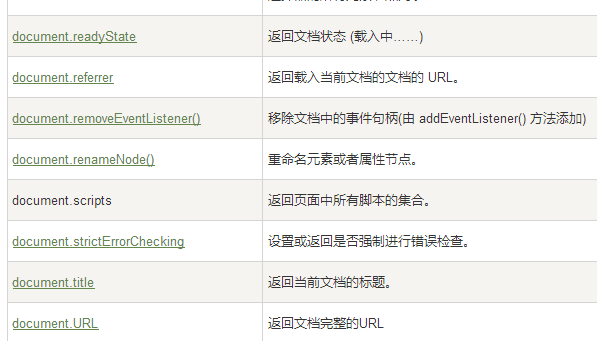 document.readyState 返回文档状态 (载入中……)
document.referrer 返回载入当前文档的文档的 URL。
document.removeEventListener() 移除文档中的事件句柄(由 addEventListener() 方法添加)
document.renameNode() 重命名元素或者属性节点。
document.scripts 返回页面中所有脚本的集合。
document.strictErrorChecking 设置或返回是否强制进行错误检查。
document.title 返回当前文档的标题。
document.URL 返回文档完整的URL